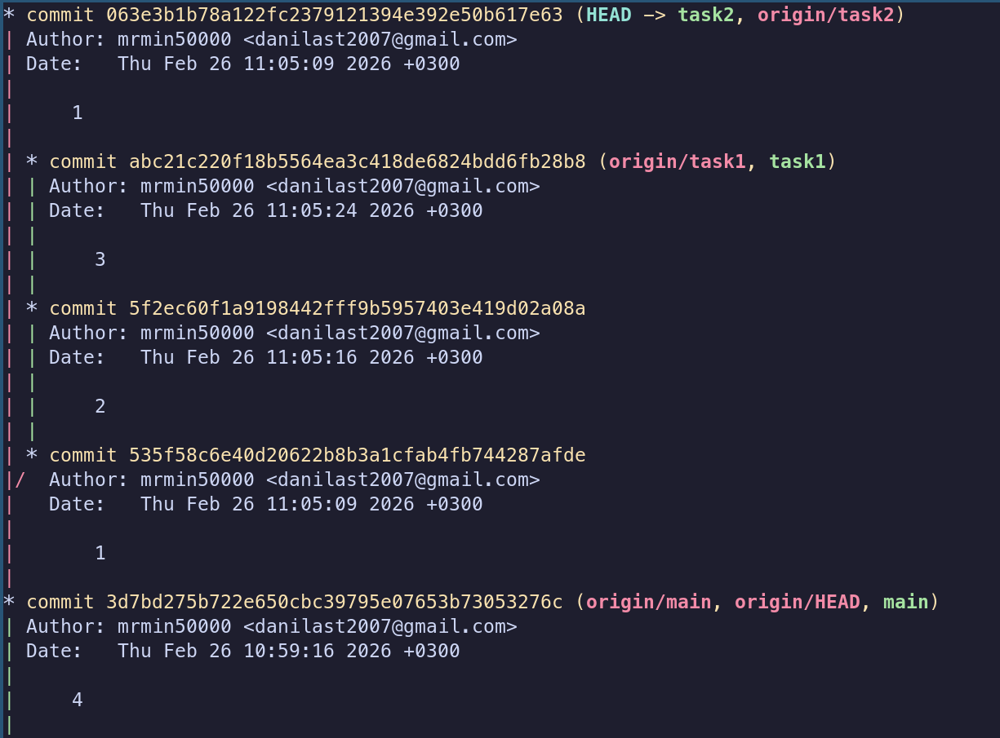 * commit 063e3b1b78a122fc2379121394e392e50b617e63 (HEAD -> task2, origin/task2)
| Author: mrmin50000 <danilast2007@gmail.com>
| Date:   Thu Feb 26 11:05:09 2026 +0300
|
|     1
|
| * commit abc21c220f18b5564ea3c418de6824bdd6fb28b8 (origin/task1, task1)
| | Author: mrmin50000 <danilast2007@gmail.com>
| | Date:   Thu Feb 26 11:05:24 2026 +0300
| |
| |     3
| |
| * commit 5f2ec60f1a9198442fff9b5957403e419d02a08a
| | Author: mrmin50000 <danilast2007@gmail.com>
| | Date:   Thu Feb 26 11:05:16 2026 +0300
| |
| |     2
| |
| * commit 535f58c6e40d20622b8b3a1cfab4fb744287afde
|/  Author: mrmin50000 <danilast2007@gmail.com>
|   Date:   Thu Feb 26 11:05:09 2026 +0300
|
|       1
|
* commit 3d7bd275b722e650cbc39795e07653b73053276c (origin/main, origin/HEAD, main)
| Author: mrmin50000 <danilast2007@gmail.com>
| Date:   Thu Feb 26 10:59:16 2026 +0300
|
|     4
|